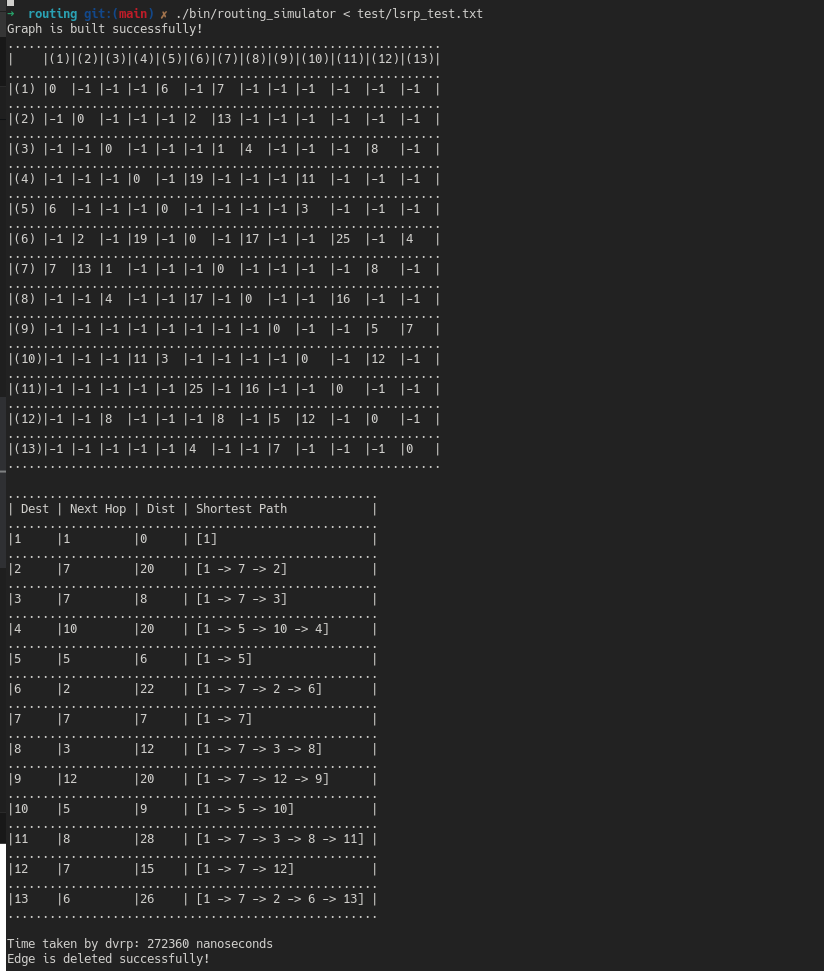 ➜  routing git:(main) ✗ ./bin/routing_simulator < test/lsrp_test.txt
Graph is built successfully!
..............................................................
|    |(1)|(2)|(3)|(4)|(5)|(6)|(7)|(8)|(9)|(10)|(11)|(12)|(13)|
..............................................................
|(1) |0  |-1 |-1 |-1 |6  |-1 |7  |-1 |-1 |-1  |-1  |-1  |-1  |
..............................................................
|(2) |-1 |0  |-1 |-1 |-1 |2  |13 |-1 |-1 |-1  |-1  |-1  |-1  |
..............................................................
|(3) |-1 |-1 |0  |-1 |-1 |-1 |1  |4  |-1 |-1  |-1  |8   |-1  |
..............................................................
|(4) |-1 |-1 |-1 |0  |-1 |19 |-1 |-1 |-1 |11  |-1  |-1  |-1  |
..............................................................
|(5) |6  |-1 |-1 |-1 |0  |-1 |-1 |-1 |-1 |3   |-1  |-1  |-1  |
..............................................................
|(6) |-1 |2  |-1 |19 |-1 |0  |-1 |17 |-1 |-1  |25  |-1  |4   |
..............................................................
|(7) |7  |13 |1  |-1 |-1 |-1 |0  |-1 |-1 |-1  |-1  |8   |-1  |
..............................................................
|(8) |-1 |-1 |4  |-1 |-1 |17 |-1 |0  |-1 |-1  |16  |-1  |-1  |
..............................................................
|(9) |-1 |-1 |-1 |-1 |-1 |-1 |-1 |-1 |0  |-1  |-1  |5   |7   |
..............................................................
|(10)|-1 |-1 |-1 |11 |3  |-1 |-1 |-1 |-1 |0   |-1  |12  |-1  |
..............................................................
|(11)|-1 |-1 |-1 |-1 |-1 |25 |-1 |16 |-1 |-1  |0   |-1  |-1  |
..............................................................
|(12)|-1 |-1 |8  |-1 |-1 |-1 |8  |-1 |5  |12  |-1  |0   |-1  |
..............................................................
|(13)|-1 |-1 |-1 |-1 |-1 |4  |-1 |-1 |7  |-1  |-1  |-1  |0   |
..............................................................

.....................................................
| Dest | Next Hop | Dist | Shortest Path            |
.....................................................
|1     |1         |0     | [1]                      |
.....................................................
|2     |7         |20    | [1 -> 7 -> 2]            |
.....................................................
|3     |7         |8     | [1 -> 7 -> 3]            |
.....................................................
|4     |10        |20    | [1 -> 5 -> 10 -> 4]      |
.....................................................
|5     |5         |6     | [1 -> 5]                 |
.....................................................
|6     |2         |22    | [1 -> 7 -> 2 -> 6]       |
.....................................................
|7     |7         |7     | [1 -> 7]                 |
.....................................................
|8     |3         |12    | [1 -> 7 -> 3 -> 8]       |
.....................................................
|9     |12        |20    | [1 -> 7 -> 12 -> 9]      |
.....................................................
|10    |5         |9     | [1 -> 5 -> 10]           |
.....................................................
|11    |8         |28    | [1 -> 7 -> 3 -> 8 -> 11] |
.....................................................
|12    |7         |15    | [1 -> 7 -> 12]           |
.....................................................
|13    |6         |26    | [1 -> 7 -> 2 -> 6 -> 13] |
.....................................................

Time taken by dvrp: 272360 nanoseconds
Edge is deleted successfully!